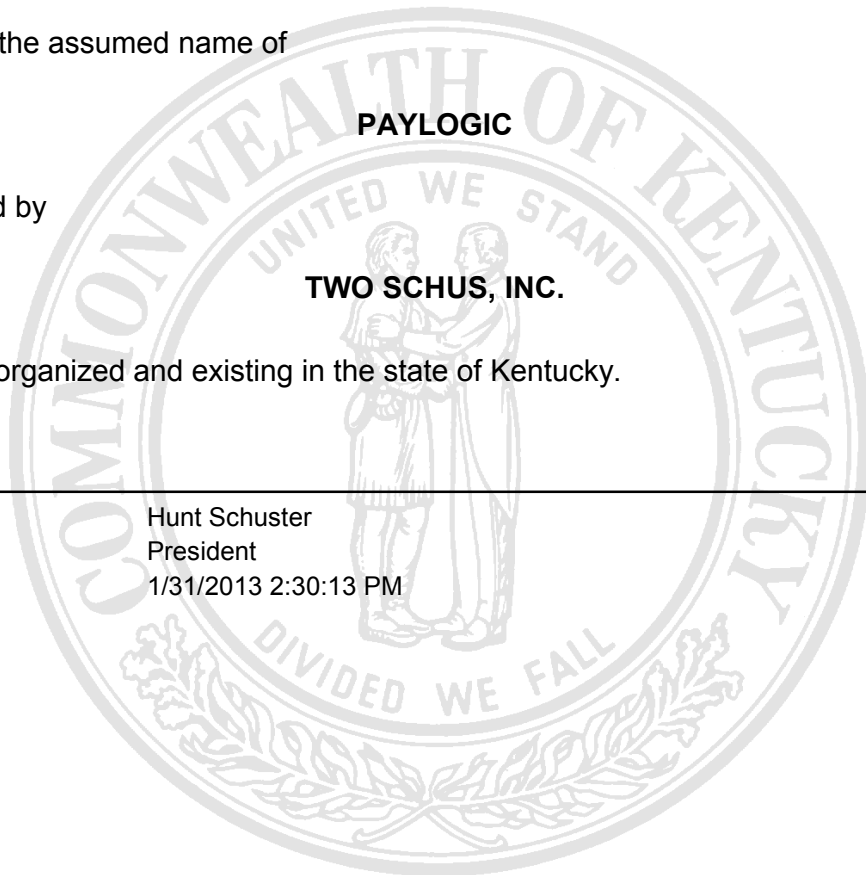 the assumed name of
PAYLOGIC
d by
TWO SCHUS, INC.
organized and existing in the state of Kentucky.
Hunt Schuster
President
1/31/2013 2:30:13 PM
COMMONWEALTH OF KENTUCKY
UNITED WE STAND
DIVIDED WE FALL